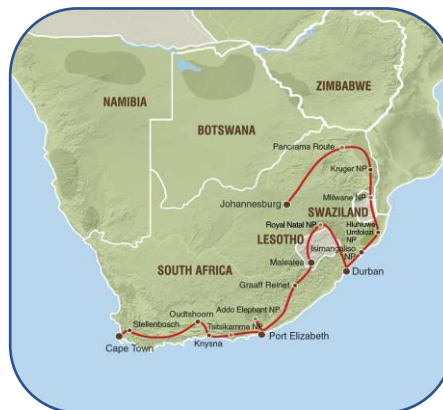 ZIMBABWE
NAMIBIA
BOTSWANA
Panorama Route
Kruger NP
Mlilwane NP
Johannesburg
SWAZILAND
Royal Natal NP
Hluhluwe
Umfolozi
NP
LESOTHO
Isimangaliso
NP
Malealea
Durban
SOUTH AFRICA
Graaff Reinet
Addo Elephant NP
Oudtshoorn
Tsitsikamma NP
Stellenbosch
Port Elizabeth
Knysna
Cape Town